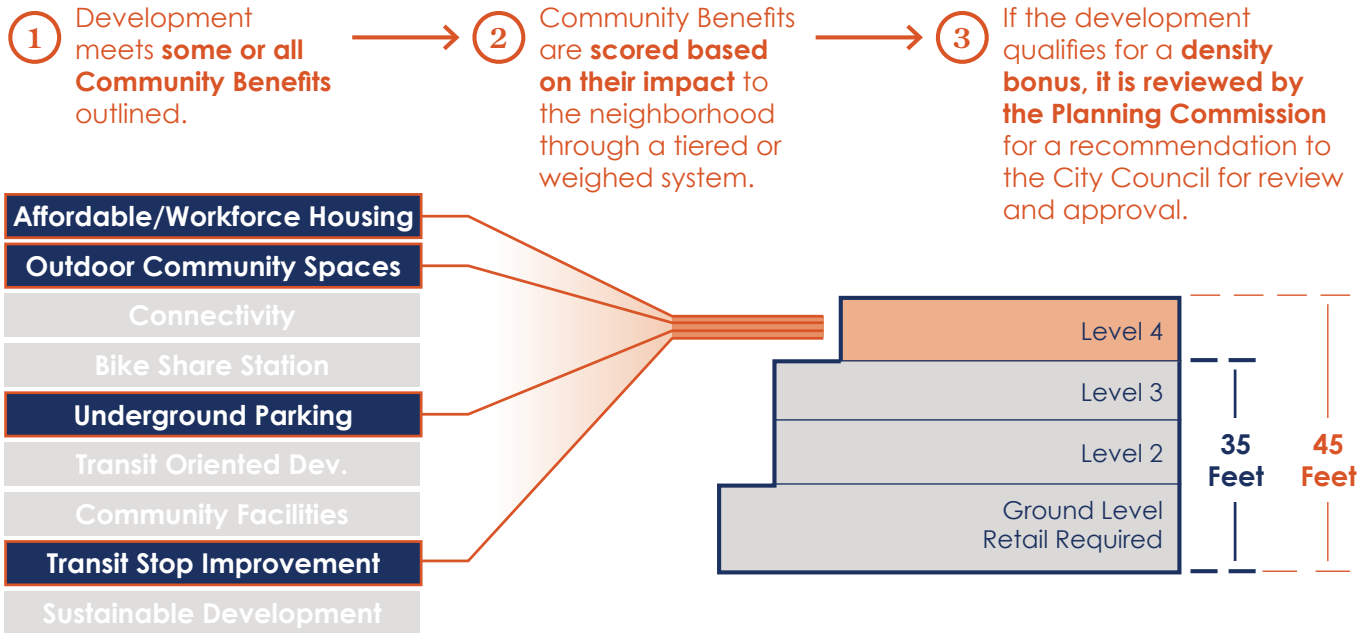 1
Development
meets some or all
Community Benefits
outlined.
2
Community Benefits
are scored based
on their impact to
the neighborhood
through a tiered or
weighed system.
3
If the development
qualifies for a density
bonus, it is reviewed by
the Planning Commission
for a recommendation to
the City Council for review
and approval.
Affordable/Workforce Housing
Outdoor Community Spaces
Connectivity
Bike Share Station
Underground Parking
Transit Oriented Dev.
Community Facilities
Transit Stop Improvement
Sustainable Development
Level 4
Level 3
Level 2
Ground Level
Retail Required
35
Feet
45
Feet